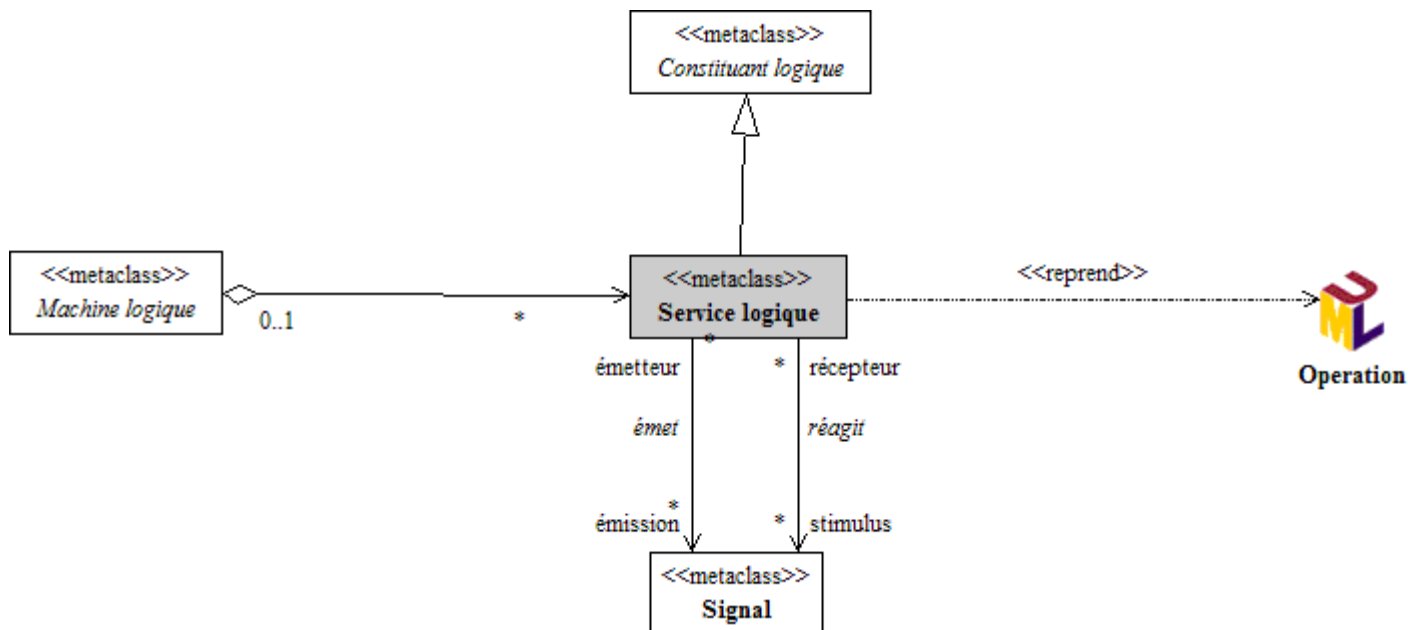 <<metaclass>>
Constituant logique
<<metaclass>>
Machine logique
0..1
*
<<metaclass>>
Service logique
<<reprend>>
UML
Operation
*
émetteur
* récepteur
émet
réagit
*
émission
* stimulus
<<metaclass>>
Signal